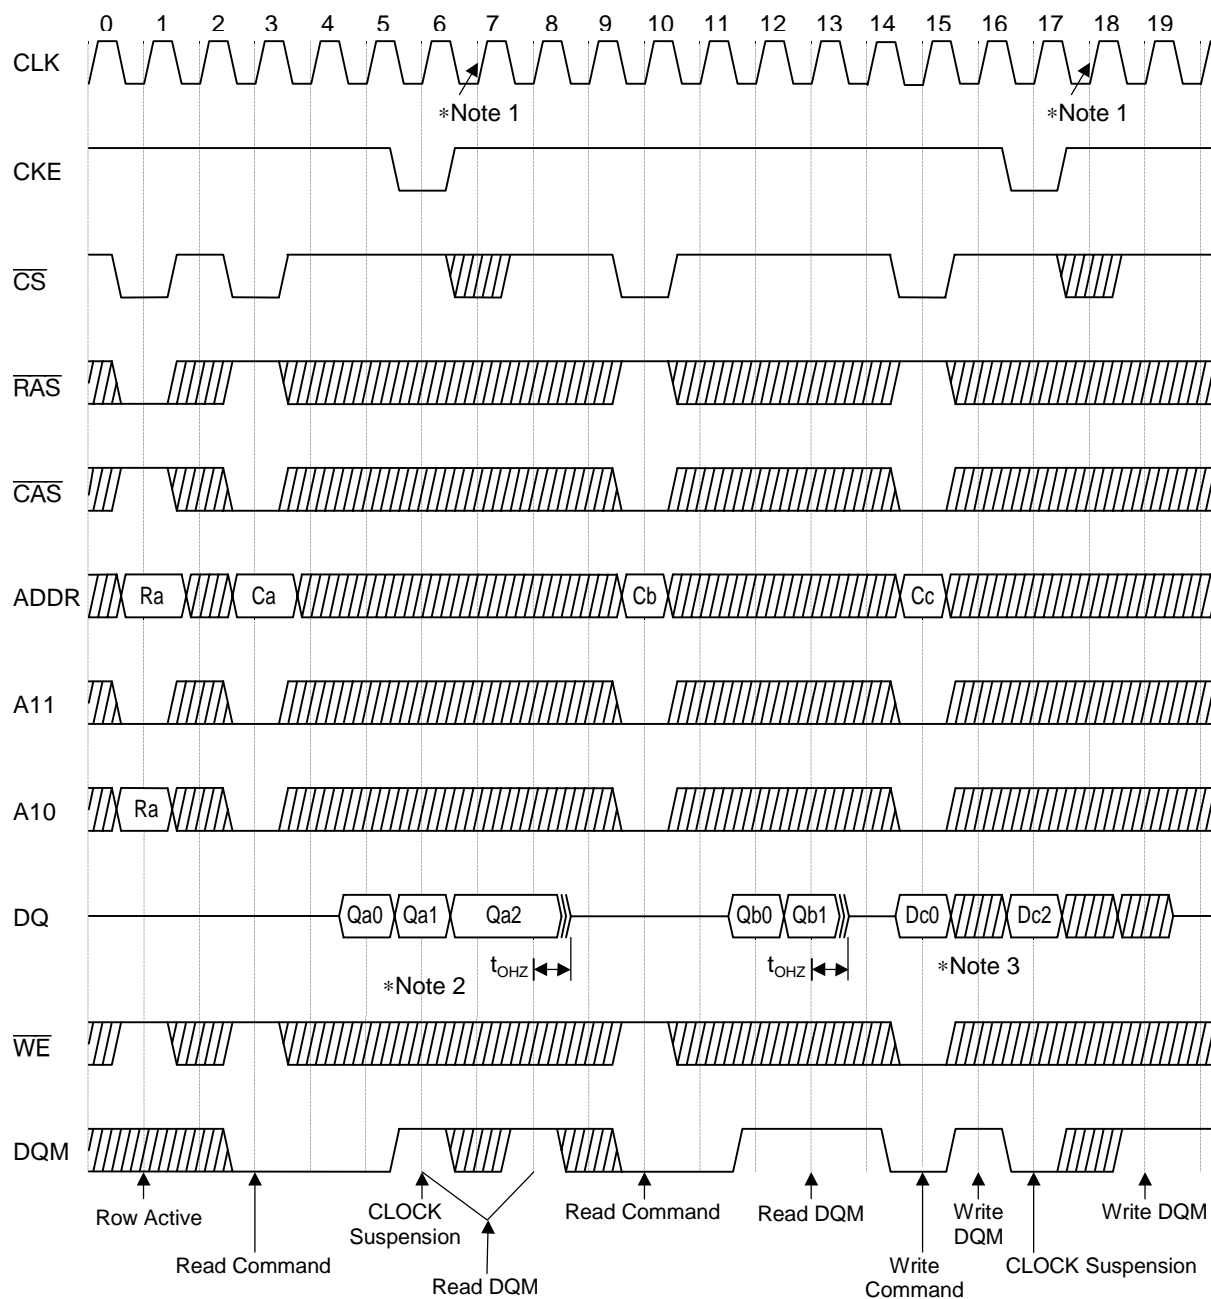 0 1 2 3 4 5 6 7 8 9 10 11 12 13 14 15 16 17 18 19
CLK
*Note 1 *Note 1
CKE
CS
RAS
CAS
ADDR Ra Ca Cb Cc
A11
A10 Ra
DQ Qa0 Qa1 Qa2 Qb0 Qb1 Dc0 Dc2
*Note 2 tOHZ tOHZ *Note 3
WE
DQM
Row Active
Read Command
CLOCK
Suspension
Read DQM
Read Command
Read DQM
Write
Command
Write
DQM
CLOCK Suspension
Write DQM